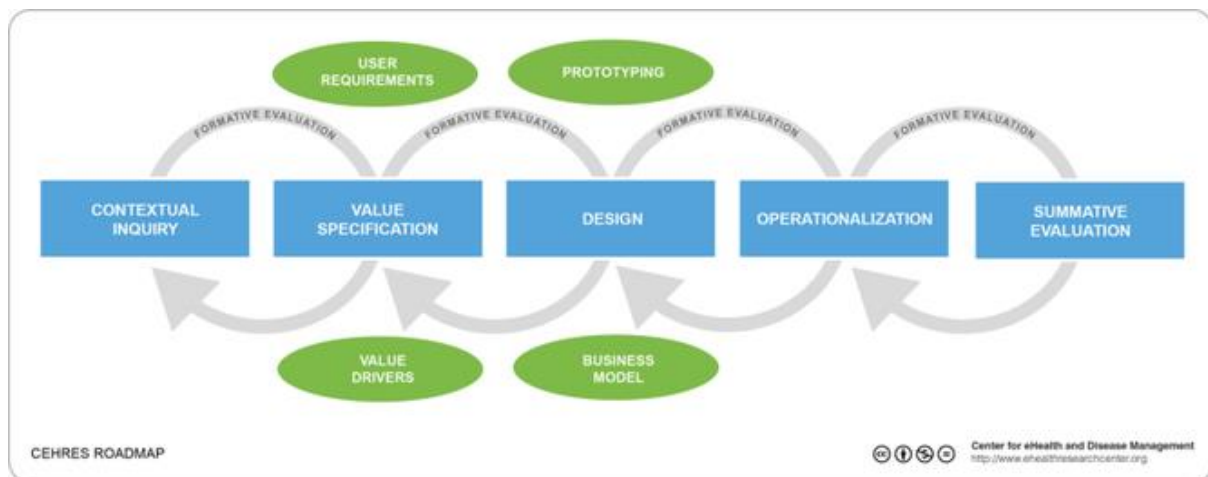 USER
REQUIREMENTS
PROTOTYPING
FORMATIVE EVALUATION
FORMATIVE EVALUATION
FORMATIVE EVALUATION
FORMATIVE EVALUATION
CONTEXTUAL
INQUIRY
VALUE
SPECIFICATION
DESIGN
OPERATIONALIZATION
SUMMATIVE
EVALUATION
VALUE
DRIVERS
BUSINESS
MODEL
CEHRES ROADMAP
Center for eHealth and Disease Management
http://www.ehealthresearchcenter.org